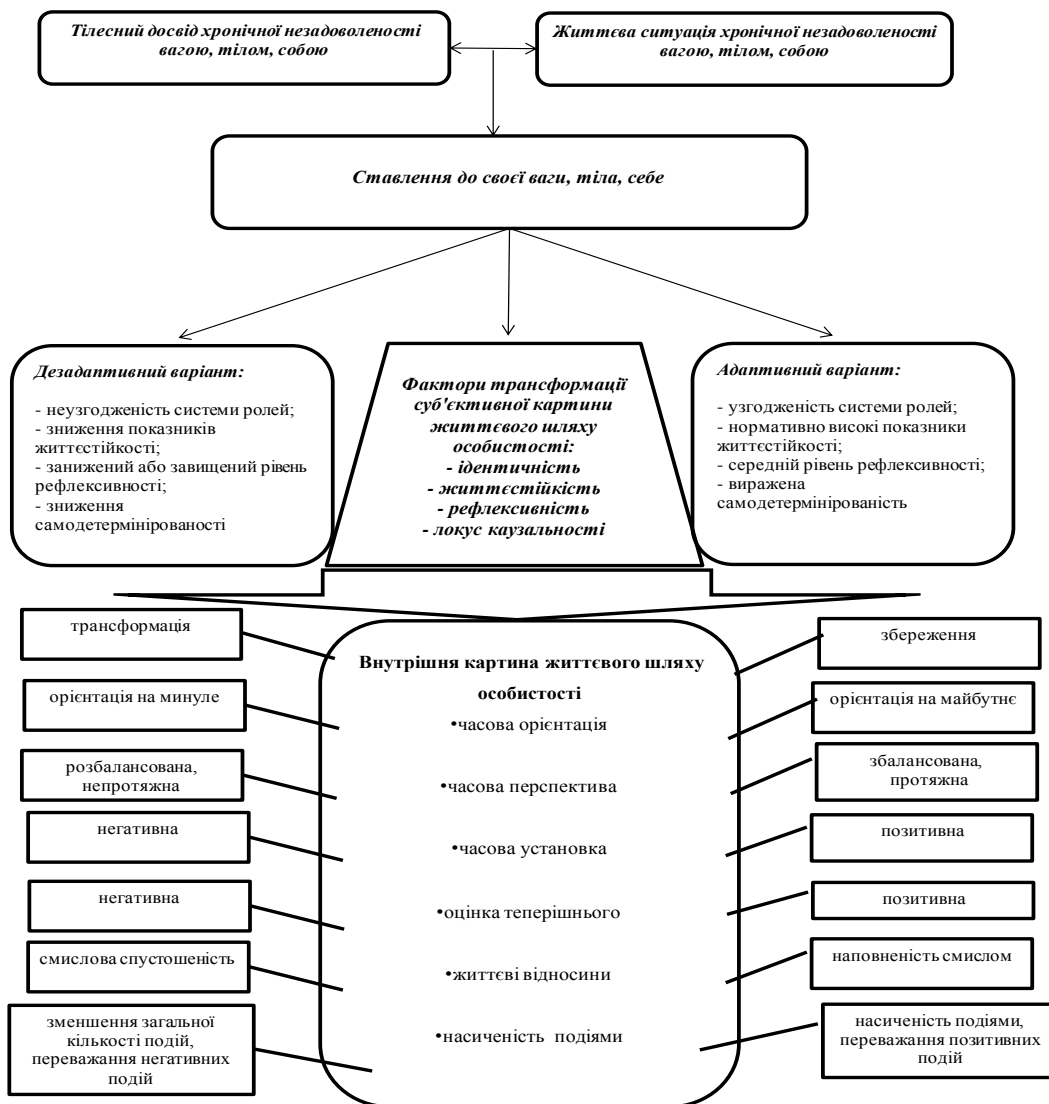 Тілесний досвід хронічної незадоволеності
вагою, тілом, собою
Життєва ситуація хронічної незадоволеності
вагою, тілом, собою
Ставлення до своєї ваги, тіла, себе
Дезадаптивний варіант:
- неузгодженість системи ролей;
- зниження показників
життєстійкості;
- занижений або завищений рівень
рефлексивності;
- зниження
самодетермінірованості
Фактори трансформації
суб'єктивної картини
життєвого шляху
особистості:
- ідентичність
- життєстійкість
- рефлексивність
- локус каузальності
Адаптивний варіант:
- узгодженість системи ролей;
- нормативно високі показники
життєстійкості;
- середній рівень рефлексивності;
- виражена
самодетермінірованість
трансформація
орієнтація на минуле
розбалансована,
непротяжна
негативна
негативна
смислова спустошеність
зменшення загальної
кількості подій,
переважання негативних
подій
Внутрішня картина життєвого шляху
особистості
•часова орієнтація
•часова перспектива
•часова установка
•оцінка теперішнього
•життєві відносини
•насиченість подіями
збереження
орієнтація на майбутнє
збалансована,
протяжна
позитивна
позитивна
наповненість смислом
насиченість подіями,
переважання позитивних
подій